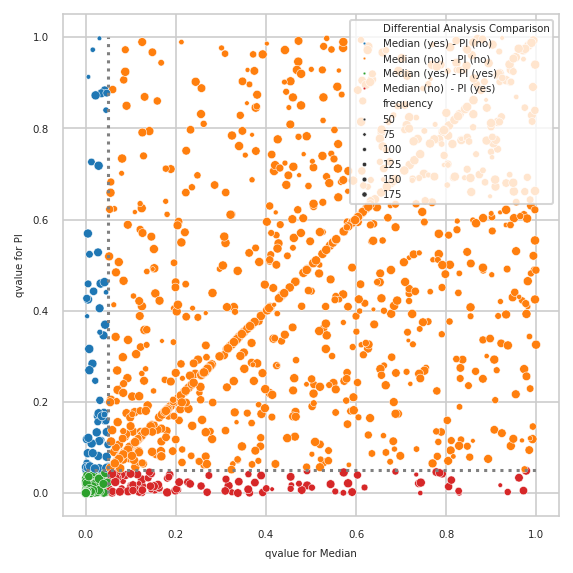 Differential Analysis Comparison
Median (yes) - PI (no)
Median (no)  - PI (no)
Median (yes) - PI (yes)
Median (no)  - PI (yes)
frequency
50
75
100
125
150
175
1.0
0.8
0.6
0.4
0.2
0.0
qvalue for PI
0.0 0.2 0.4 0.6 0.8 1.0
qvalue for Median